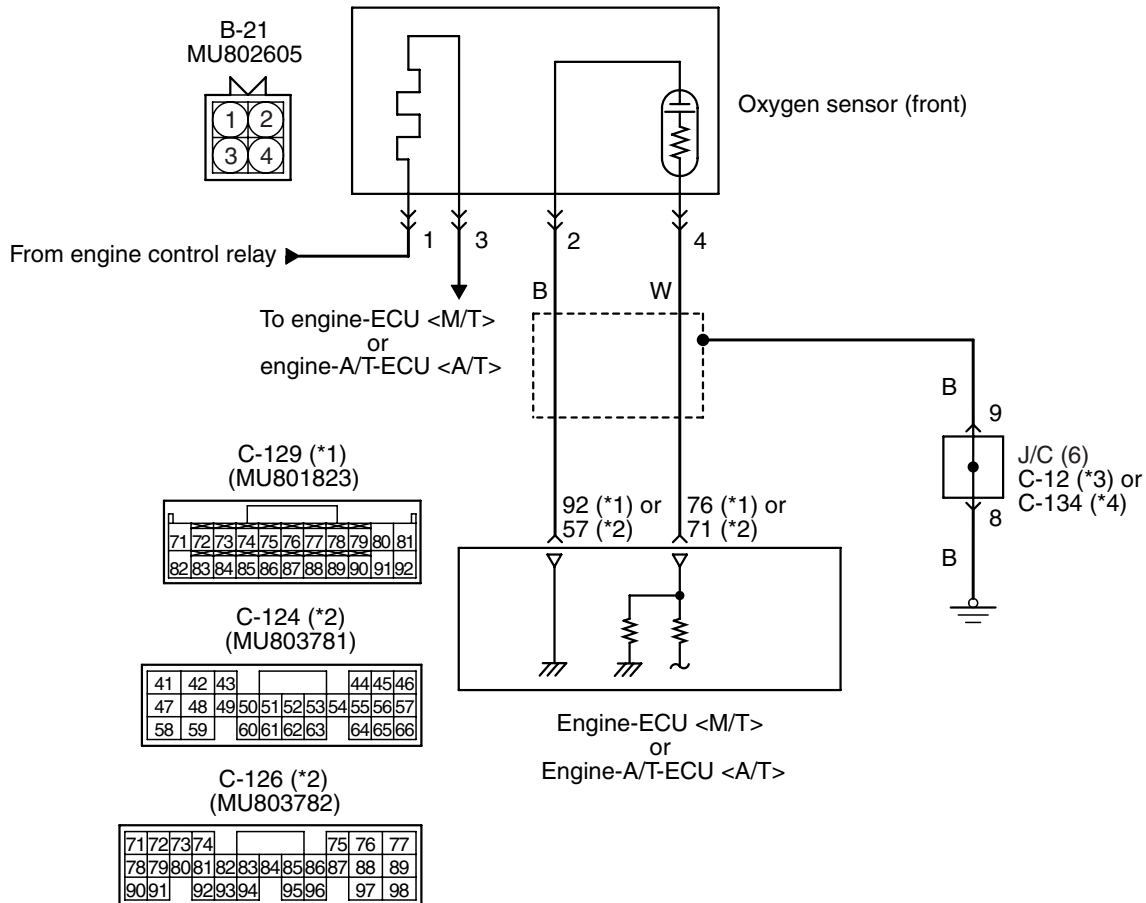 B-21
MU802605
1 2
3 4
Oxygen sensor (front)
1 3 2 4
From engine control relay
To engine-ECU <M/T>
or
engine-A/T-ECU <A/T>
B W
B
9
J/C (6)
C-12 (*3) or
C-134 (*4)
8
B
C-129 (*1)
(MU801823)
71 72 73 74 75 76 77 78 79 80 81
82 83 84 85 86 87 88 89 90 91 92
92 (*1) or
57 (*2)
76 (*1) or
71 (*2)
C-124 (*2)
(MU803781)
41 42 43 44 45 46
47 48 49 50 51 52 53 54 55 56 57
58 59 60 61 62 63 64 65 66
Engine-ECU <M/T>
or
Engine-A/T-ECU <A/T>
C-126 (*2)
(MU803782)
71 72 73 74 75 76 77
78 79 80 81 82 83 84 85 86 87 88 89
90 91 92 93 94 95 96 97 98